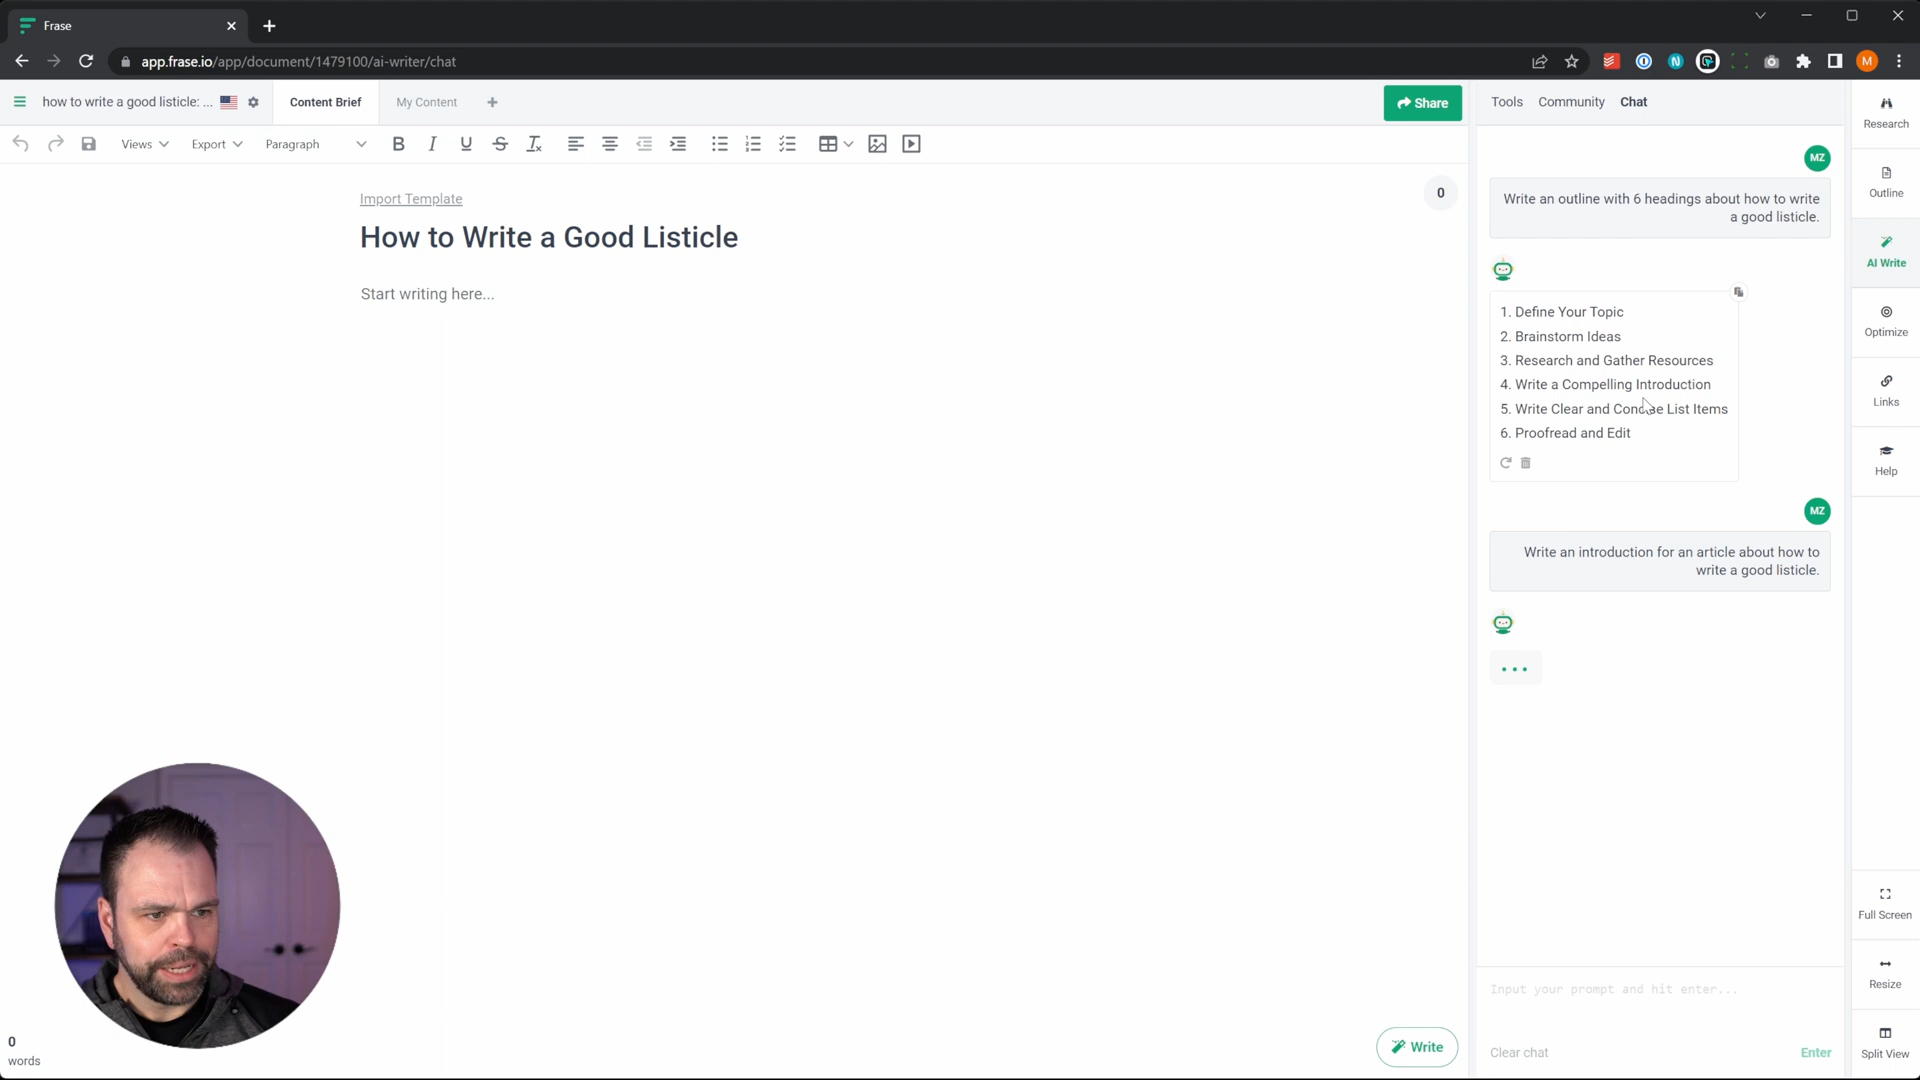 Frase
app.frase.io/app/document/1479100/ai-writer/chat
M
how to write a good listicle: ...
Content Brief
My Content
Share
Tools Community Chat
Views
Export
Paragraph
Research
Outline
AI Write
Optimize
Links
Help
Full Screen
Resize
Split View
Import Template
0
How to Write a Good Listicle
Start writing here...
MZ
Write an outline with 6 headings about how to write
a good listicle.
1. Define Your Topic
2. Brainstorm Ideas
3. Research and Gather Resources
4. Write a Compelling Introduction
5. Write Clear and Concise List Items
6. Proofread and Edit
MZ
Write an introduction for an article about how to
write a good listicle.
Input your prompt and hit enter...
Clear chat
Enter
Write
0
words